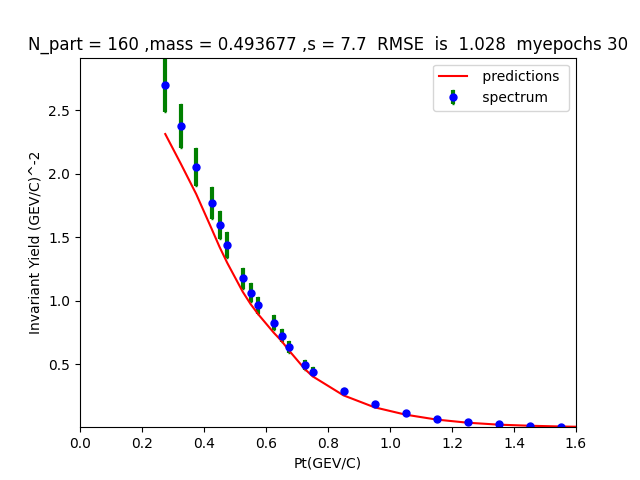 N_part = 160 ,mass = 0.493677 ,s = 7.7  RMSE  is  1.028  myepochs 30
predictions
spectrum
Invariant Yield (GEV/C)^-2
2.5
2.0
1.5
1.0
0.5
0.0 0.2 0.4 0.6 0.8 1.0 1.2 1.4 1.6
Pt(GEV/C)